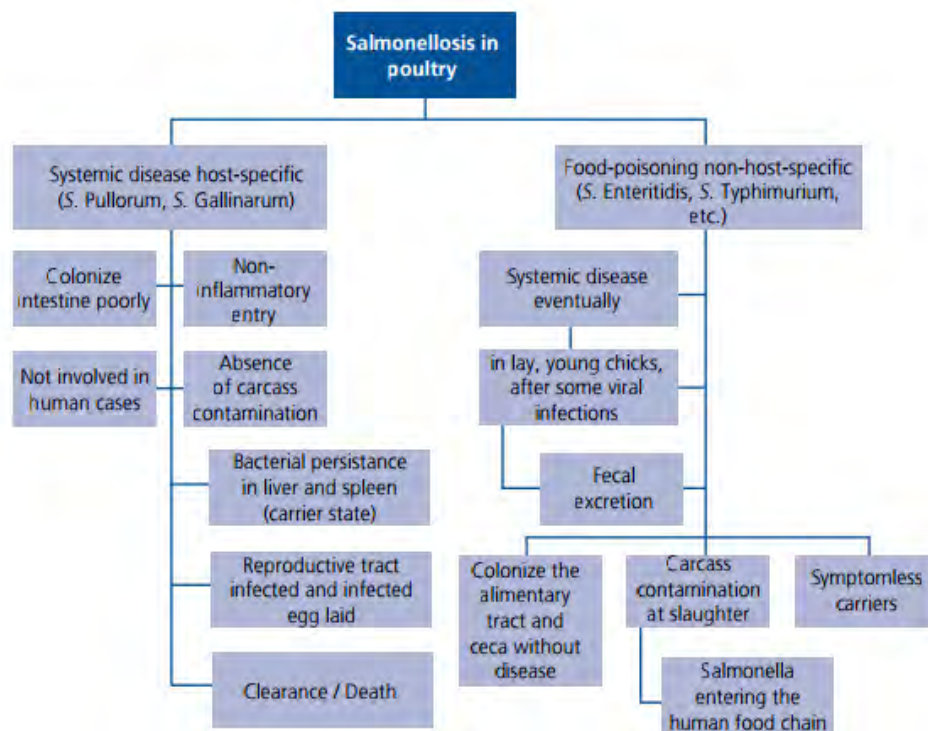 Salmonellosis in
poultry
Systemic disease host-specific
(S. Pullorum, S. Gallinarum)
Food-poisoning non-host-specific
(S. Enteritidis, S. Typhimurium,
etc.)
Colonize
intestine poorly
Non-
inflammatory
entry
Not involved in
human cases
Absence
of carcass
contamination
Bacterial persistance
in liver and spleen
(carrier state)
Reproductive tract
infected and infected
egg laid
Clearance / Death
Systemic disease
eventually
in lay, young chicks,
after some viral
infections
Fecal
excretion
Colonize the
alimentary
tract and
ceca without
disease
Carcass
contamination
at slaughter
Symptomless
carriers
Salmonella
entering the
human food chain